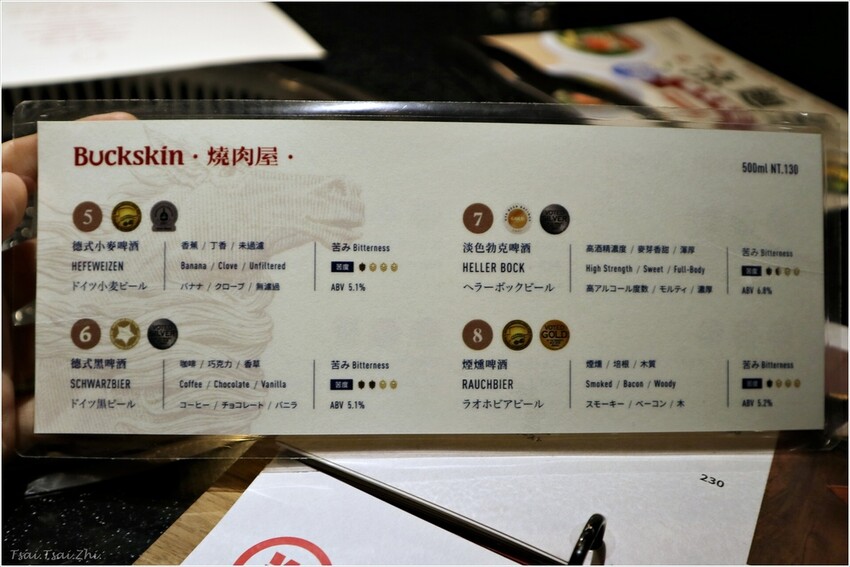 Buckskin · 燒肉屋 ·
500ml NT.130
5
德式小麥啤酒
HEFEWEIZEN
ドイツ小麦ビール
香蕉 / 丁香 / 未過濾
Banana / Clove / Unfiltered
バナナ / クローブ / 無濾過
苦み Bitterness
苦度
ABV 5.1%
6
德式黑啤酒
SCHWARZBIER
ドイツ黒ビール
咖啡 / 巧克力 / 香草
Coffee / Chocolate / Vanilla
コーヒー / チョコレート / バニラ
苦み Bitterness
苦度
ABV 5.1%
7
淡色勃克啤酒
HELLER BOCK
ヘラーボックビール
高酒精濃度 / 麥芽香甜 / 渾厚
High Strength / Sweet / Full-Body
高アルコール度数 / モルティ / 濃厚
苦み Bitterness
苦度
ABV 6.8%
8
GOLD
煙燻啤酒
RAUCHBIER
ラオホビアビール
煙燻 / 培根 / 木質
Smoked / Bacon / Woody
スモーキー / ベーコン / 木
苦み Bitterness
苦度
ABV 5.2%
230
Tsai.Tsai.Zhi.